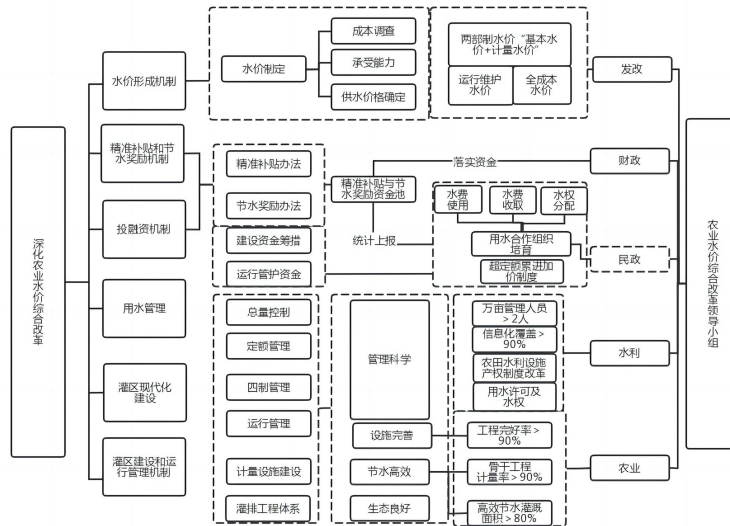 深化农业水价综合改革
水价形成机制
精准补贴和节
水奖励机制
投融资机制
用水管理
灌区现代化
建设
灌区建设和运
行管理机制
水价制定
成本调查
承受能力
供水价格确定
两部制水价“基本水
价+计量水价”
运行维护
水价
全成本
水价
精准补贴办法
节水奖励办法
建设资金筹措
运行管护资金
精准补贴与节
水奖励资金池
落实资金
统计上报
水费
使用
水费
收取
水权
分配
用水合作组织
培育
超定额累进加
价制度
总量控制
定额管理
四制管理
运行管理
计量设施建设
灌排工程体系
管理科学
设施完善
节水高效
生态良好
万亩管理人员
>2人
信息化覆盖>
90%
农田水利设施
产权制度改革
用水许可及
水权
工程完好率>
90%
骨干工程
计量率>90%
高效节水灌溉
面积>80%
发改
财政
民政
水利
农业
农业水价综合改革领导小组